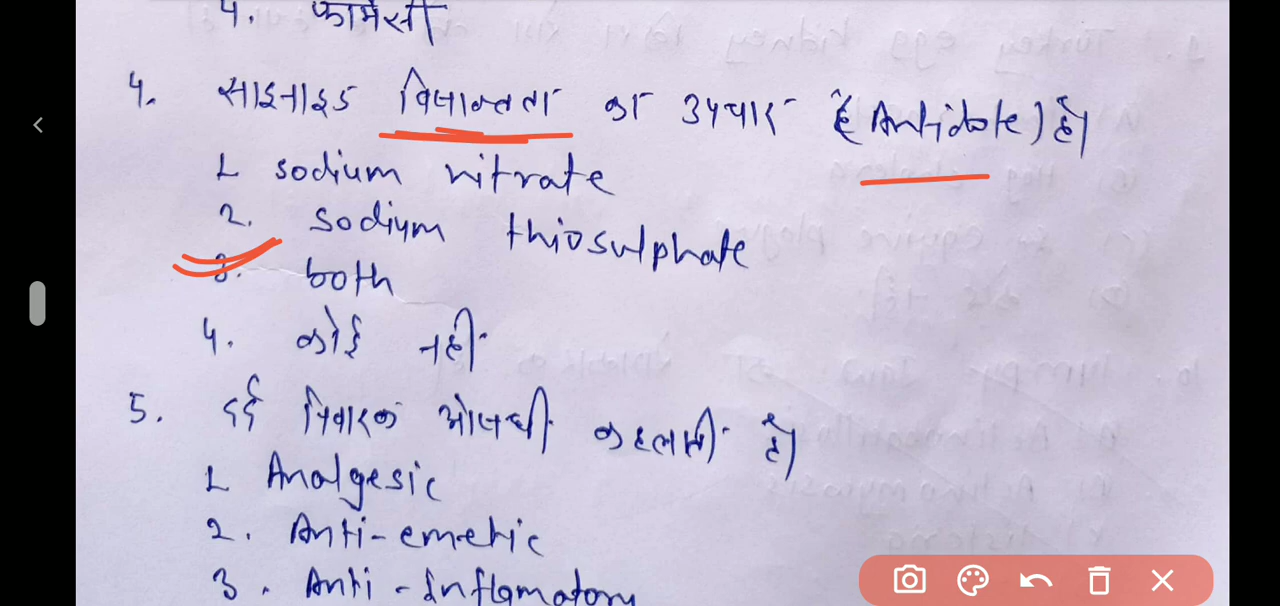 4. फार्मेसी
4. साइनाइड विषाक्तता का उपचार है (Antidote) है।
1. sodium nitrate
2. sodium thiosulphate
3. both
4. कोई नहीं
5. दर्द निवारक औषधी कहलाती है।
1. Analgesic
2. Anti-emetic
3. Anti-Inflamatory